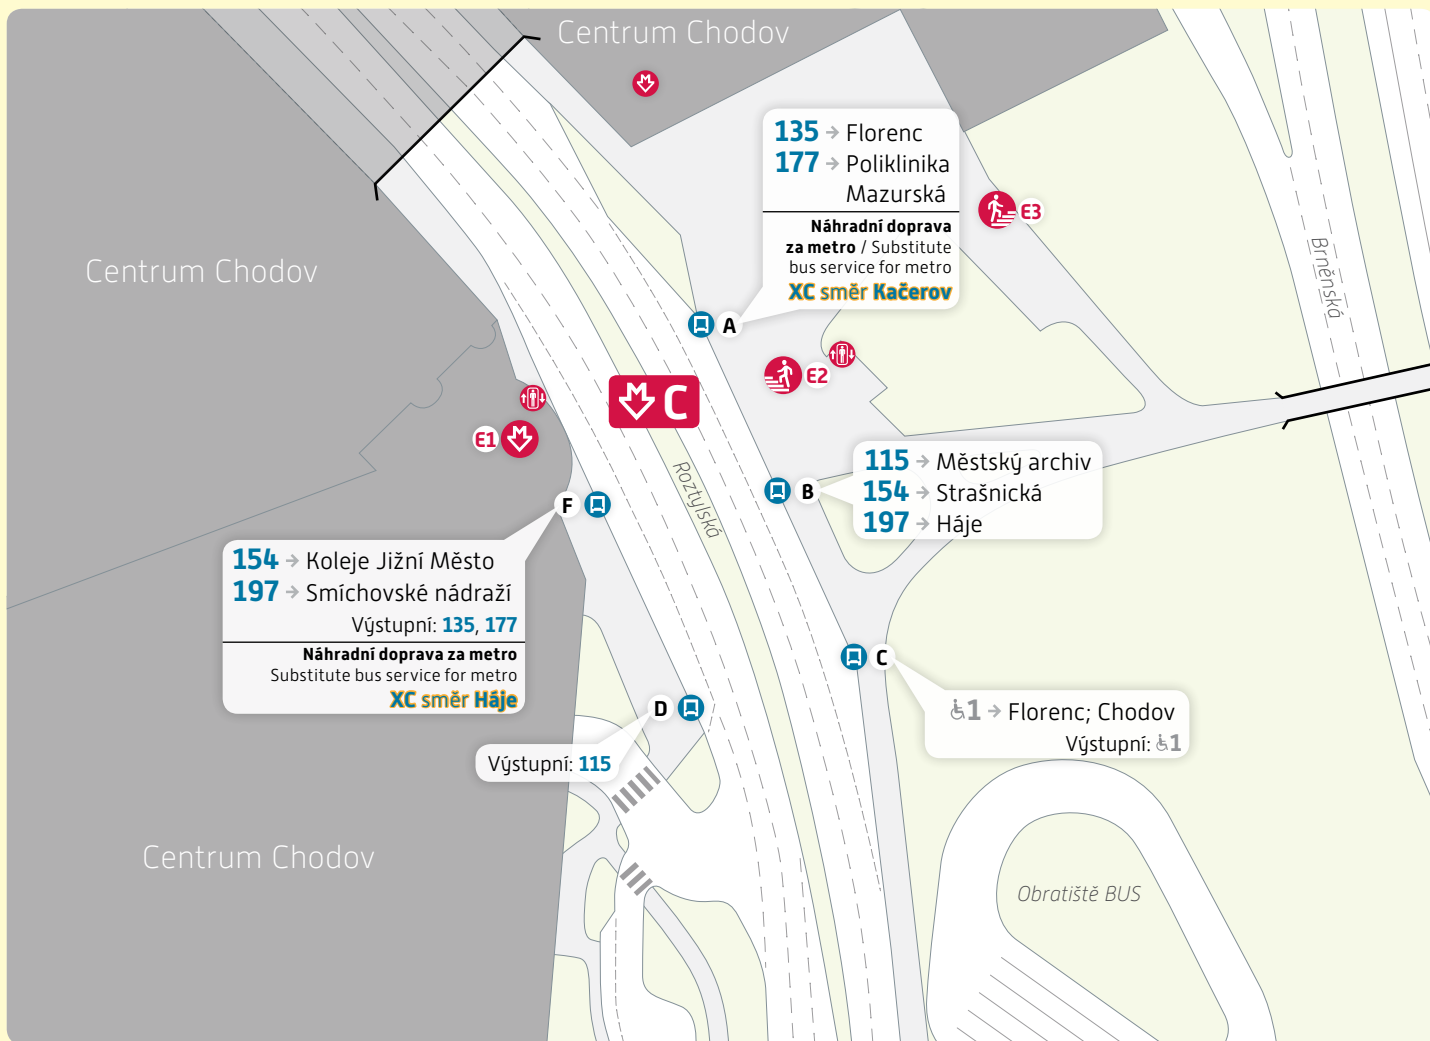 Centrum Chodov
135 → Florenc
177 → Poliklinika
Mazurská
Náhradní doprava
za metro / Substitute
bus service for metro
XC směr Kačerov
A
E3
Brněnská
Centrum Chodov
E2
M C
E1
Roztylská
B
115 → Městský archiv
154 → Strašnická
197 → Háje
F
154 → Koleje Jižní Město
197 → Smíchovské nádraží
Výstupní: 135, 177
Náhradní doprava za metro
Substitute bus service for metro
XC směr Háje
C
♿1 → Florenc; Chodov
Výstupní: ♿1
D
Výstupní: 115
Centrum Chodov
Obratiště BUS